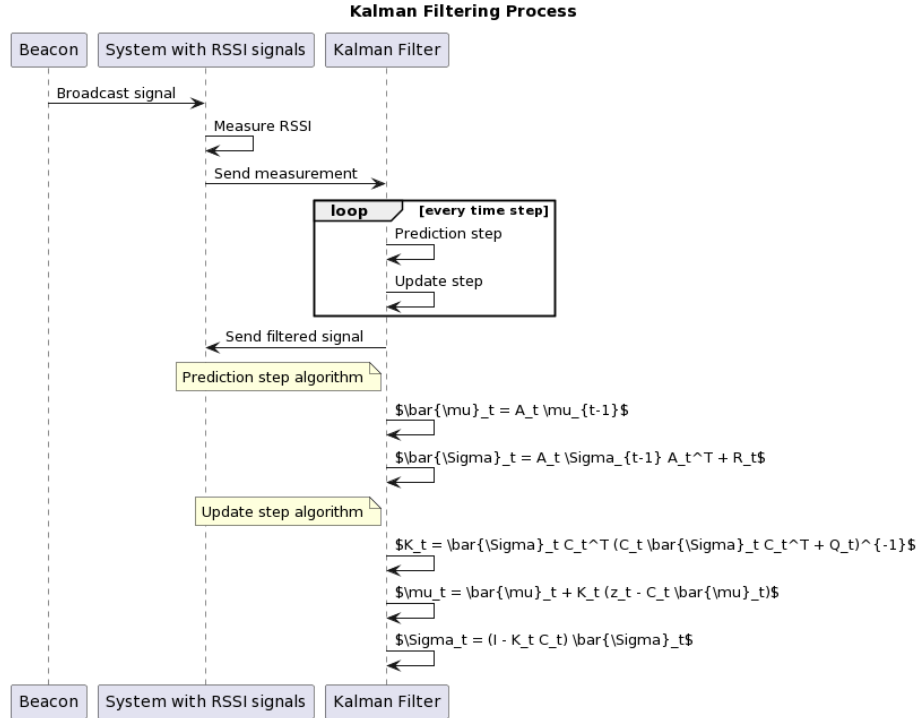 Kalman Filtering Process
Beacon System with RSSI signals Kalman Filter
Broadcast signal
Measure RSSI
Send measurement
loop [every time step]
Prediction step
Update step
Send filtered signal
Prediction step algorithm
$\bar{\mu}_t = A_t \mu_{t-1}$
$\bar{\Sigma}_t = A_t \Sigma_{t-1} A_t^T + R_t$
Update step algorithm
$K_t = \bar{\Sigma}_t C_t^T (C_t \bar{\Sigma}_t C_t^T + Q_t)^{-1}$
$\mu_t = \bar{\mu}_t + K_t (z_t - C_t \bar{\mu}_t)$
$\Sigma_t = (I - K_t C_t) \bar{\Sigma}_t$
Beacon System with RSSI signals Kalman Filter